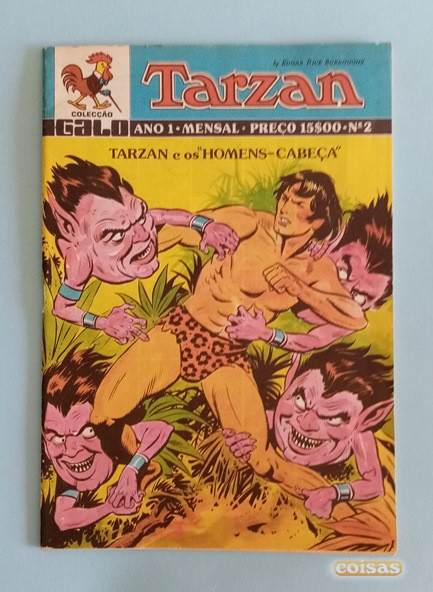 by EDGAR RICE BURROUGHS
Tarzan
COLECÇÃO
GALO
ANO 1 • MENSAL • PREÇO 15$00 • Nº 2
TARZAN e os "HOMENS-CABEÇA"
coisas